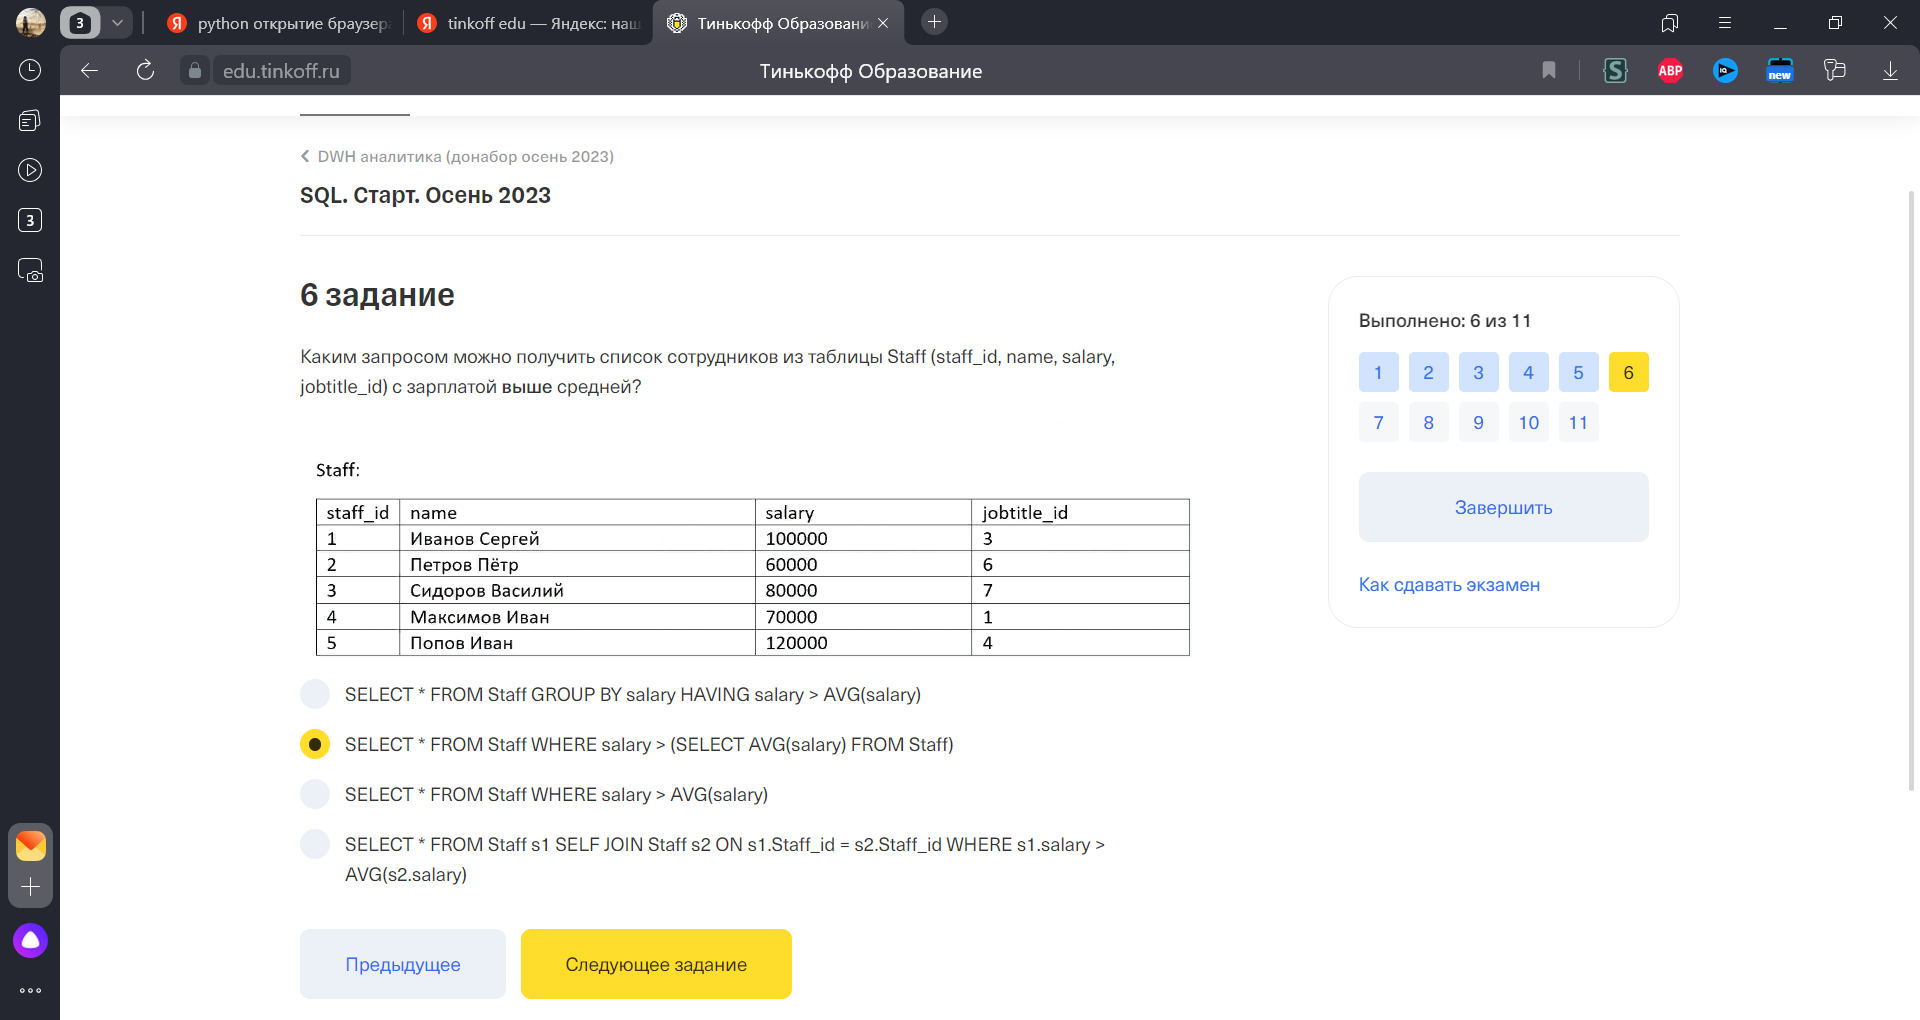 3
python открытие браузера
tinkoff edu — Яндекс: наш
Тинькофф Образовани
edu.tinkoff.ru
Тинькофф Образование
ABP
new
3
DWH аналитика (донабор осень 2023)
SQL. Старт. Осень 2023
6 задание
Каким запросом можно получить список сотрудников из таблицы Staff (staff_id, name, salary,
jobtitle_id) с зарплатой выше средней?
Staff:
staff_id name salary jobtitle_id
1 Иванов Сергей 100000 3
2 Петров Пётр 60000 6
3 Сидоров Василий 80000 7
4 Максимов Иван 70000 1
5 Попов Иван 120000 4
SELECT * FROM Staff GROUP BY salary HAVING salary > AVG(salary)
SELECT * FROM Staff WHERE salary > (SELECT AVG(salary) FROM Staff)
SELECT * FROM Staff WHERE salary > AVG(salary)
SELECT * FROM Staff s1 SELF JOIN Staff s2 ON s1.Staff_id = s2.Staff_id WHERE s1.salary >
AVG(s2.salary)
Предыдущее
Следующее задание
Выполнено: 6 из 11
1 2 3 4 5 6
7 8 9 10 11
Завершить
Как сдавать экзамен